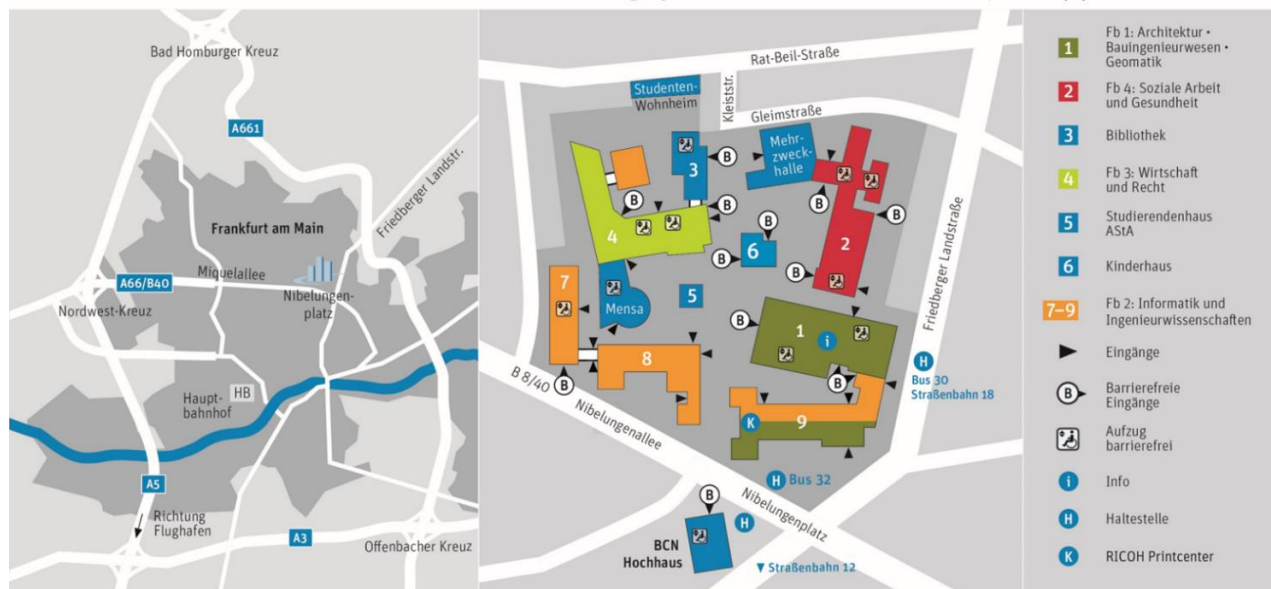 Bad Homburger Kreuz
A661
Friedberger Landstr.
Frankfurt am Main
Miquelallee
A66/B40
Nibelungen-
platz
Nordwest-Kreuz
Haupt-
bahnhof
HB
A5
Richtung
Flughafen
A3
Offenbacher Kreuz
Rat-Beil-Straße
Studenten-
Wohnheim
Kleiststr.
Gleimstraße
Mehr-
zweck-
halle
3
B
B
B
B
B
4
2
B
B
6
B
7
Mensa
5
B
1
i
Friedberger Landstraße
8
B
B 8/40
Nibelungenallee
B
H
Bus 30
Straßenbahn 18
K
9
H Bus 32
B
H
Nibelungenplatz
BCN
Hochhaus
▼ Straßenbahn 12
1 Fb 1: Architektur •
Bauingenieurwesen •
Geomatik
2 Fb 4: Soziale Arbeit
und Gesundheit
3 Bibliothek
4 Fb 3: Wirtschaft
und Recht
5 Studierendenhaus
AStA
6 Kinderhaus
7–9 Fb 2: Informatik und
Ingenieurwissenschaften
Eingänge
B Barrierefreie
Eingänge
Aufzug
barrierefrei
i Info
H Haltestelle
K RICOH Printcenter